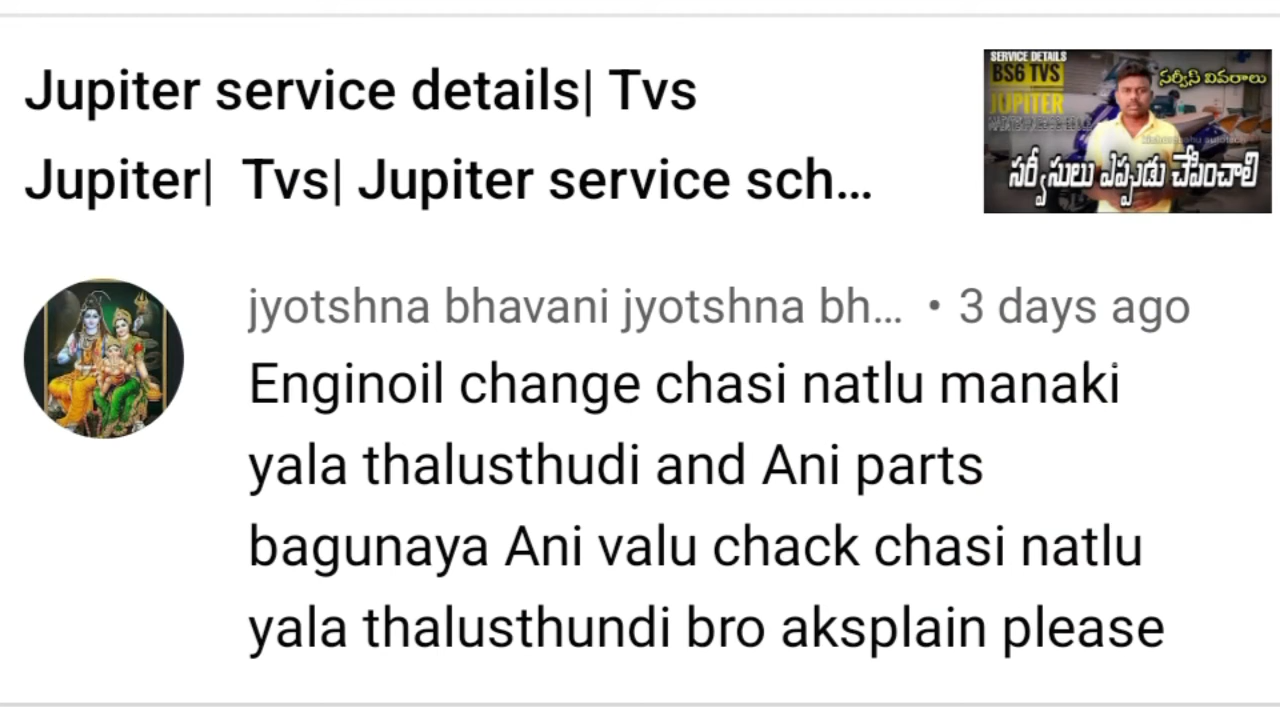 Jupiter service details| Tvs
Jupiter| Tvs| Jupiter service sch...
SERVICE DETAILS
BS6 TVS
JUPITER
సర్వీస్ వివరాలు
సర్వీసులు ఎప్పుడు చేపించాలి
jyotshna bhavani jyotshna bh... • 3 days ago
Enginoil change chasi natlu manaki
yala thalusthudi and Ani parts
bagunaya Ani valu chack chasi natlu
yala thalusthundi bro aksplain please